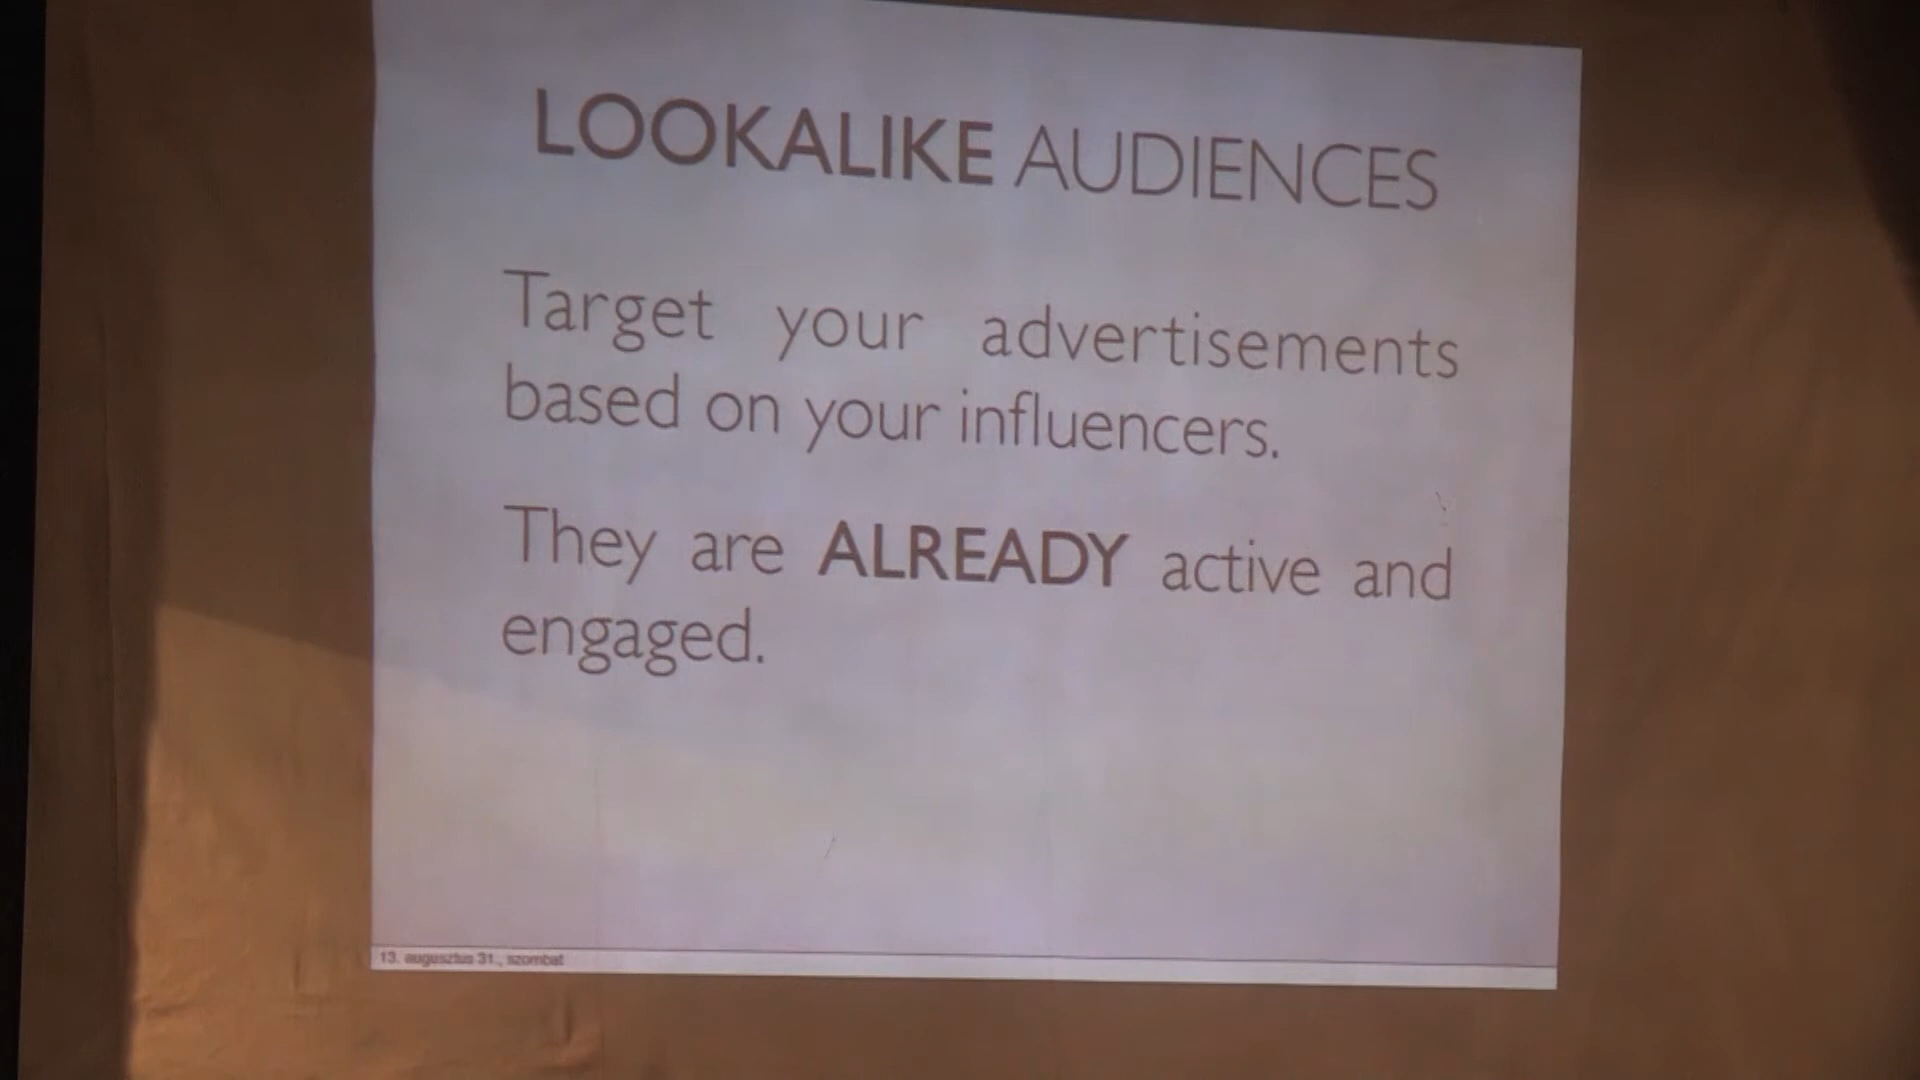 LOOKALIKE AUDIENCES
Target your advertisements
based on your influencers.
They are ALREADY active and
engaged.
13. augusztus 31., szombat